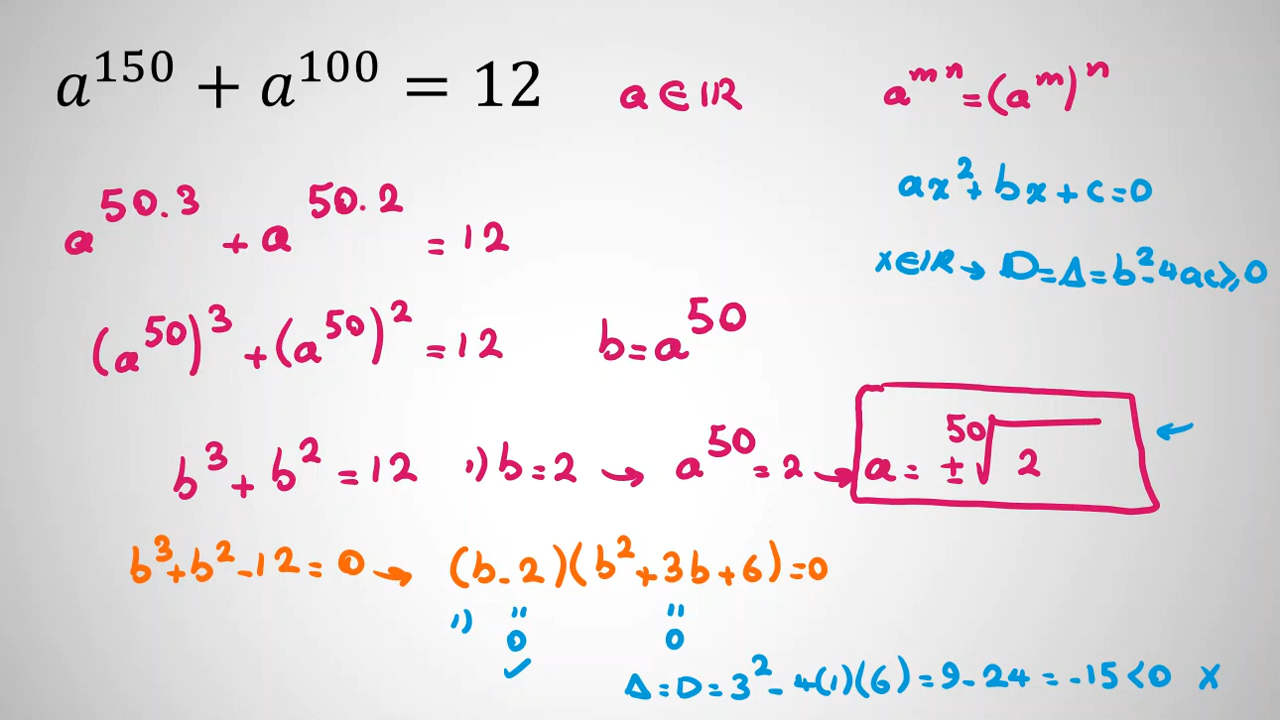 a^150 + a^100 = 12 a ∈ ℝ a^mn = (a^m)^n
ax² + bx + c = 0
a^50.3 + a^50.2 = 12
x ∈ ℝ → D = Δ = b² - 4ac ≥ 0
(a^50)^3 + (a^50)^2 = 12 b = a^50
b³ + b² = 12 1) b = 2 → a^50 = 2 → a = ± ⁵⁰√2 ←
b³ + b² - 12 = 0 → (b - 2)(b² + 3b + 6) = 0
1) " "
0 0
✓ Δ = D = 3² - 4(1)(6) = 9 - 24 = -15 < 0 x